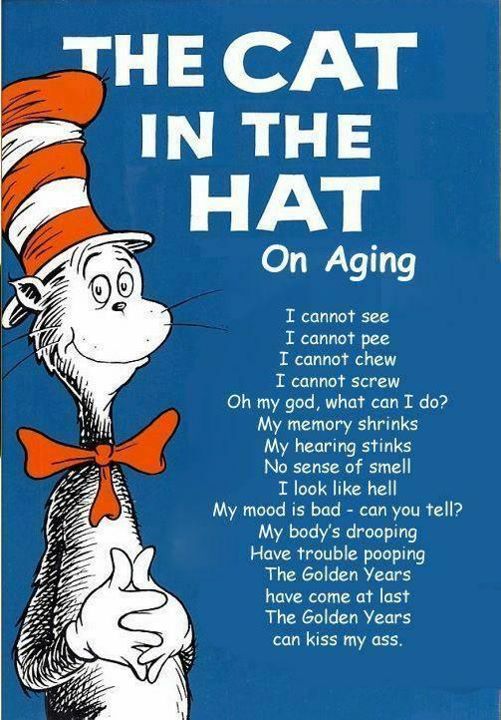 THE CAT
IN THE
HAT
On Aging
I cannot see
I cannot pee
I cannot chew
I cannot screw
Oh my god, what can I do?
My memory shrinks
My hearing stinks
No sense of smell
I look like hell
My mood is bad - can you tell?
My body's drooping
Have trouble pooping
The Golden Years
have come at last
The Golden Years
can kiss my ass.